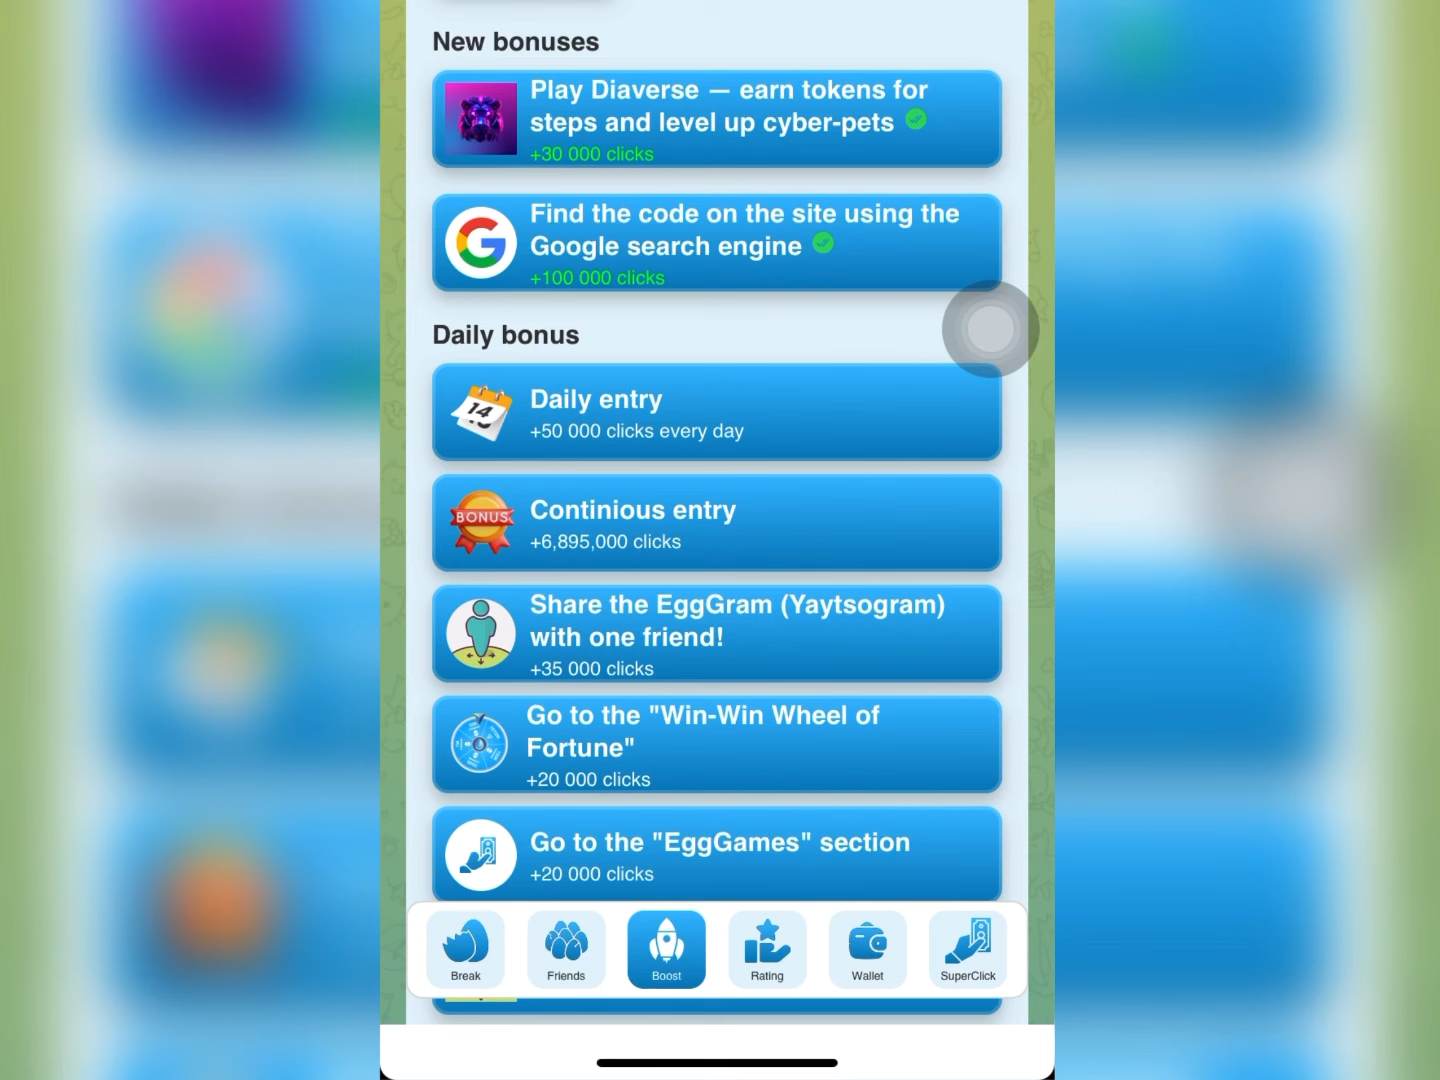 New bonuses
Play Diaverse — earn tokens for
steps and level up cyber-pets
+30 000 clicks
Find the code on the site using the
Google search engine
+100 000 clicks
Daily bonus
14
Daily entry
+50 000 clicks every day
BONUS
Continious entry
+6,895,000 clicks
Share the EggGram (Yaytsogram)
with one friend!
+35 000 clicks
Go to the "Win-Win Wheel of
Fortune"
+20 000 clicks
Go to the "EggGames" section
+20 000 clicks
Break
Friends
Boost
Rating
Wallet
SuperClick